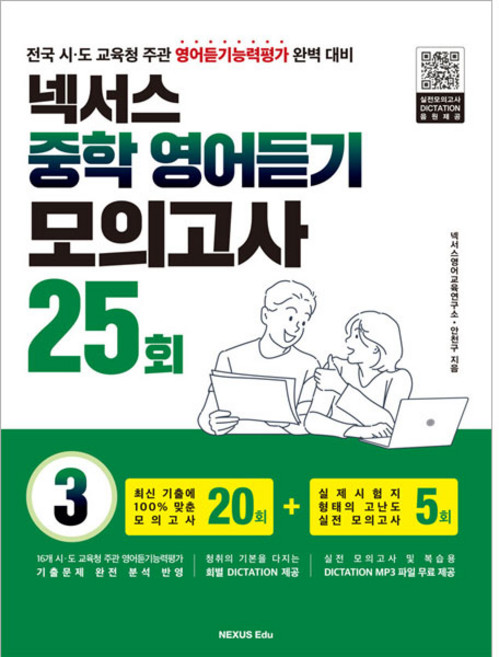 전국 시·도 교육청 주관 영어듣기능력평가 완벽 대비
넥서스
중학 영어듣기
모의고사
25회
실전모의고사
DICTATION
음원제공
넥서스영어교육연구소·안천구 지음
3
최신 기출에
100% 맞춘
모의고사
20회
+
실제시험지
형태의 고난도
실전 모의고사
5회
16개 시·도 교육청 주관 영어듣기능력평가
기출문제 완전 분석 반영
청취의 기본을 다지는
회별 DICTATION 제공
실전 모의고사 및 복습용
DICTATION MP3 파일 무료 제공
NEXUS Edu